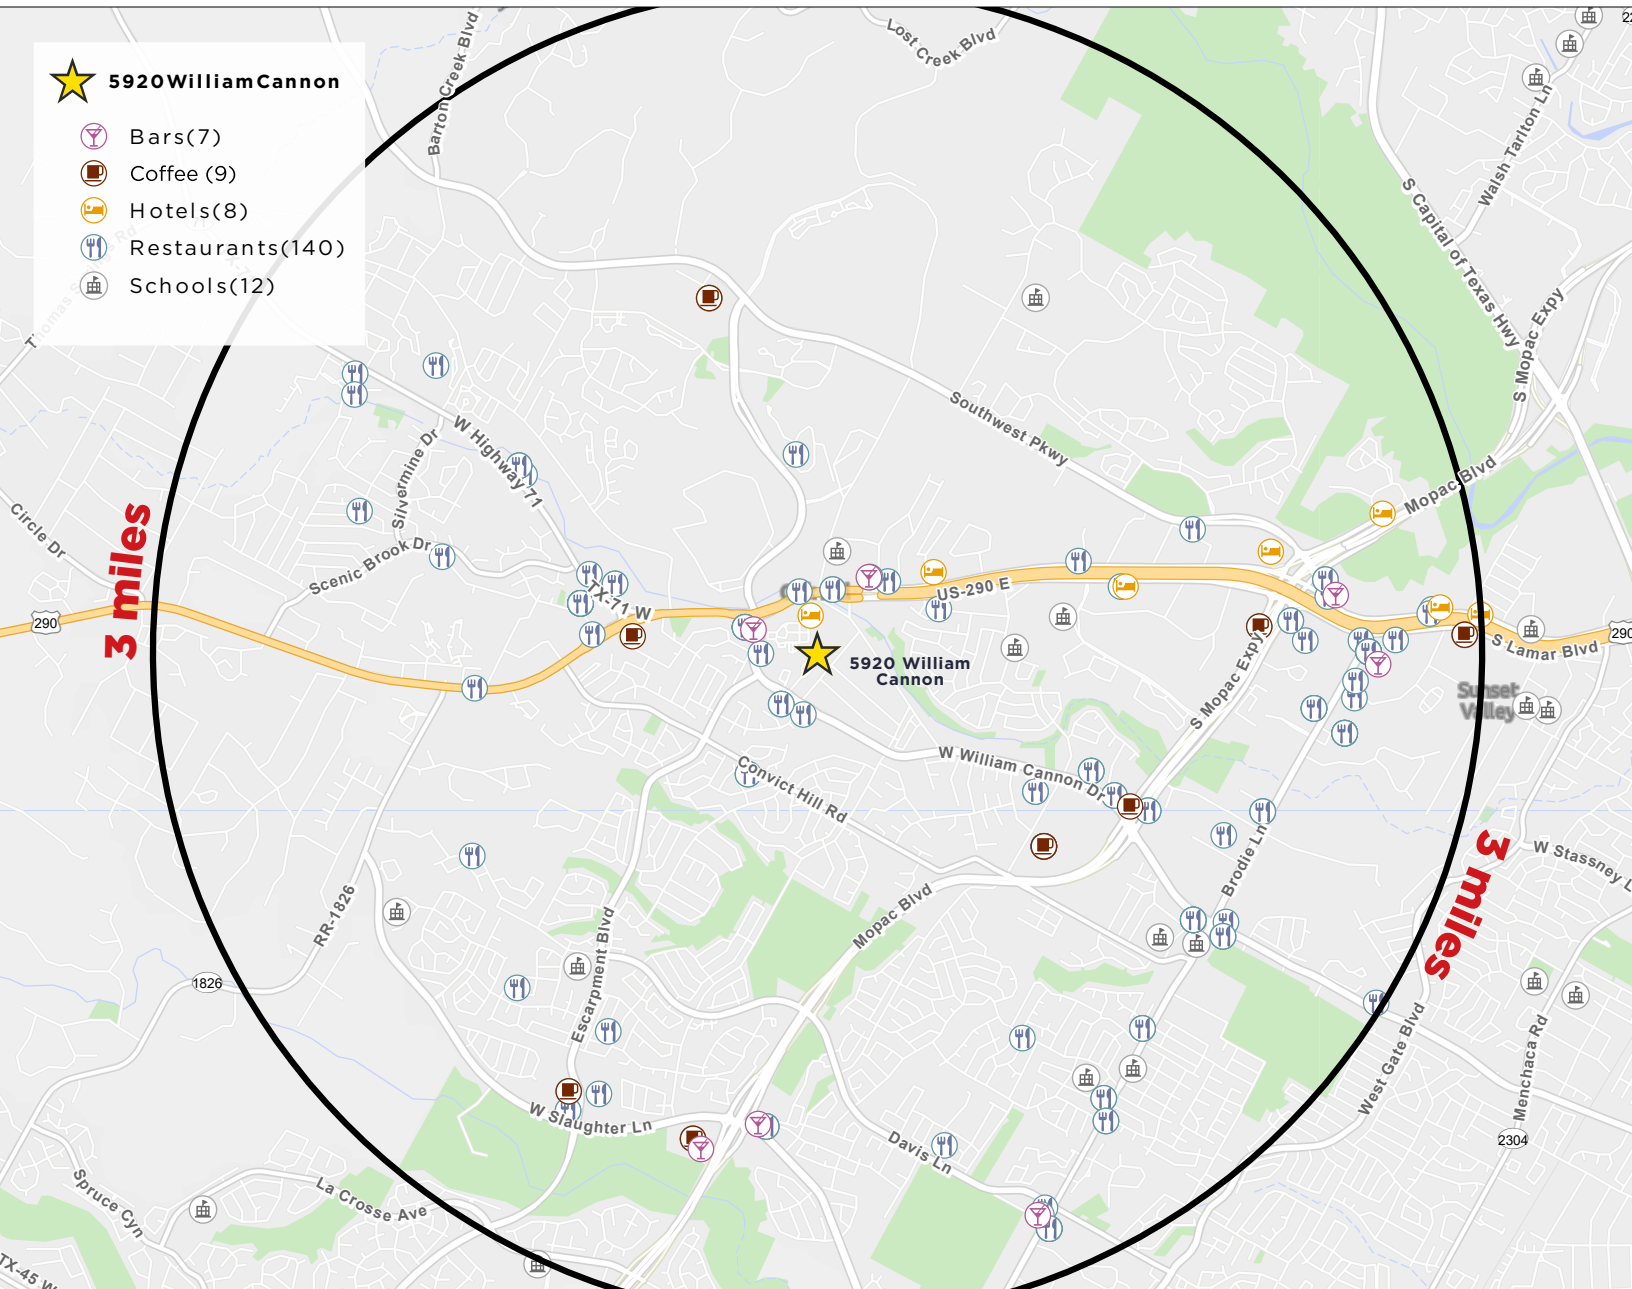 5920WilliamCannon
Bars(7)
Coffee (9)
Hotels(8)
Restaurants(140)
Schools(12)
Barton Creek Blvd
Lost Creek Blvd
Walsh Tarlton Ln
S Capital of Texas Hwy
S Mopac Expy
Southwest Pkwy
W Highway 71
Silvermine Dr
Mopac Blvd
Circle Dr
3 miles
Scenic Brook Dr
TX-71 W
US-290 E
290
290
S Lamar Blvd
5920 William
Cannon
S Mopac Expy
Sunset
Valley
W William Cannon Dr
Convict Hill Rd
3 miles
W Stassney L
Brodie Ln
RR-1826
Mopac Blvd
Escarpment Blvd
1826
West Gate Blvd
Menchaca Rd
W Slaughter Ln
Davis Ln
2304
Spruce Cyn
La Crosse Ave
TX-45 W